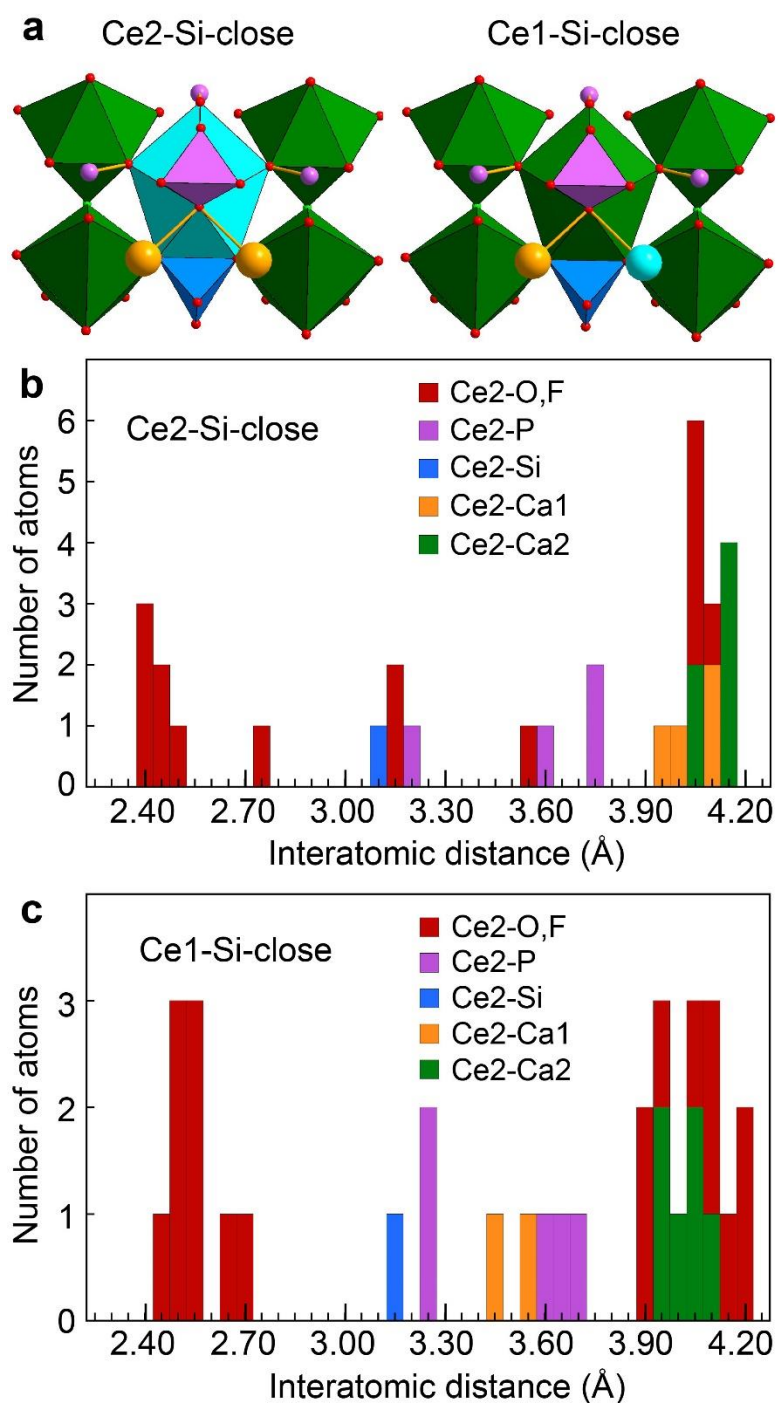 a
Ce2-Si-close
Ce1-Si-close
b
Ce2-Si-close
Ce2-O,F
Ce2-P
Ce2-Si
Ce2-Ca1
Ce2-Ca2
Number of atoms
6
5
4
3
2
1
0
2.40 2.70 3.00 3.30 3.60 3.90 4.20
Interatomic distance (Å)
c
Ce1-Si-close
Ce2-O,F
Ce2-P
Ce2-Si
Ce2-Ca1
Ce2-Ca2
Number of atoms
3
2
1
0
2.40 2.70 3.00 3.30 3.60 3.90 4.20
Interatomic distance (Å)